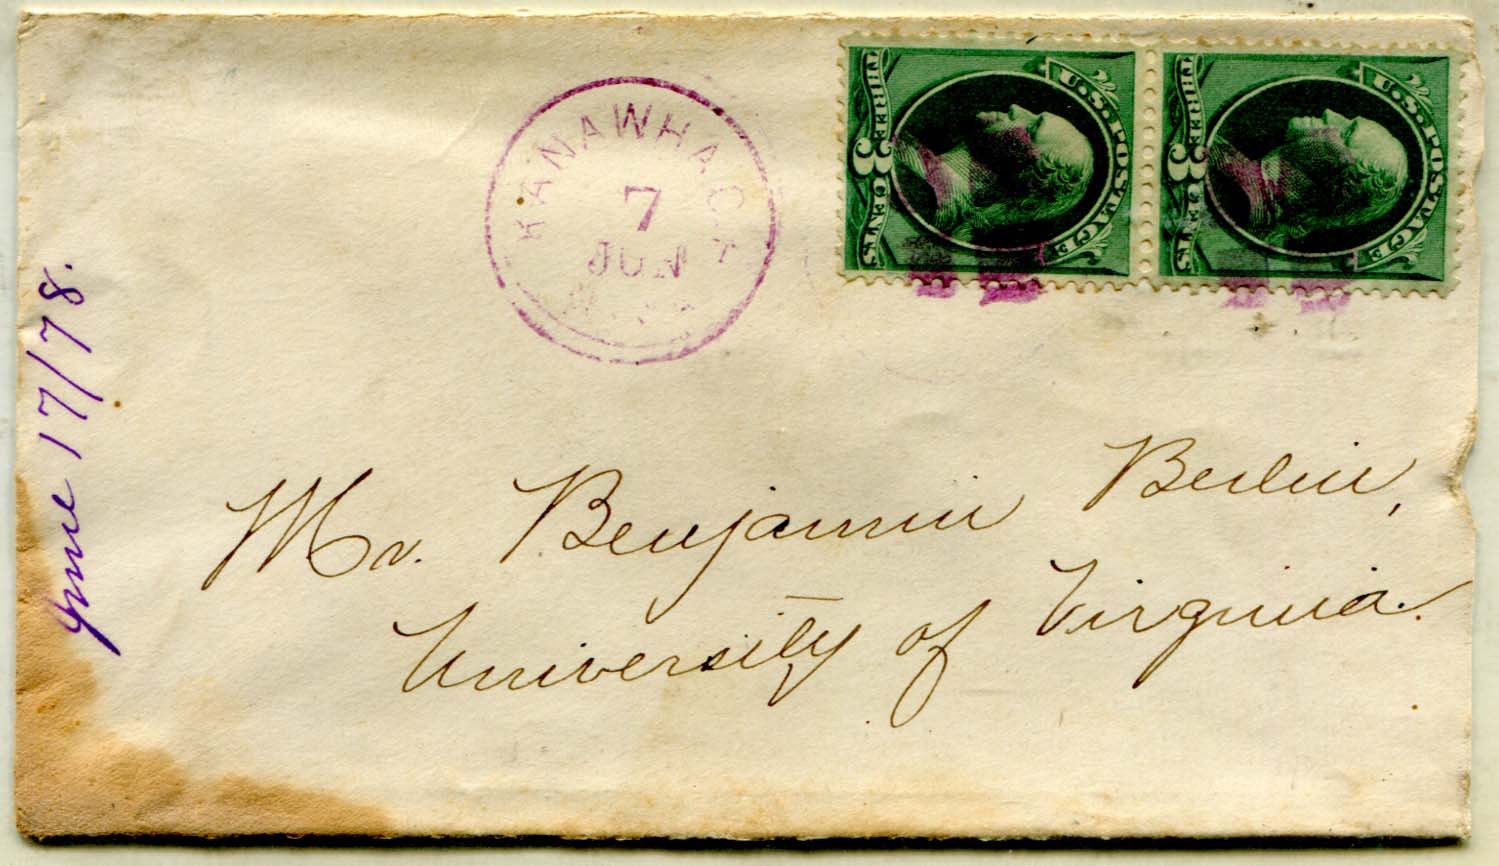 KANAWHA C.H.
7
JUN
U.S. POSTAGE
THREE 3 CENTS
U.S. POSTAGE
THREE 3 CENTS
June 17/78.
Mr. Benjamin Berlin,
University of Virginia.